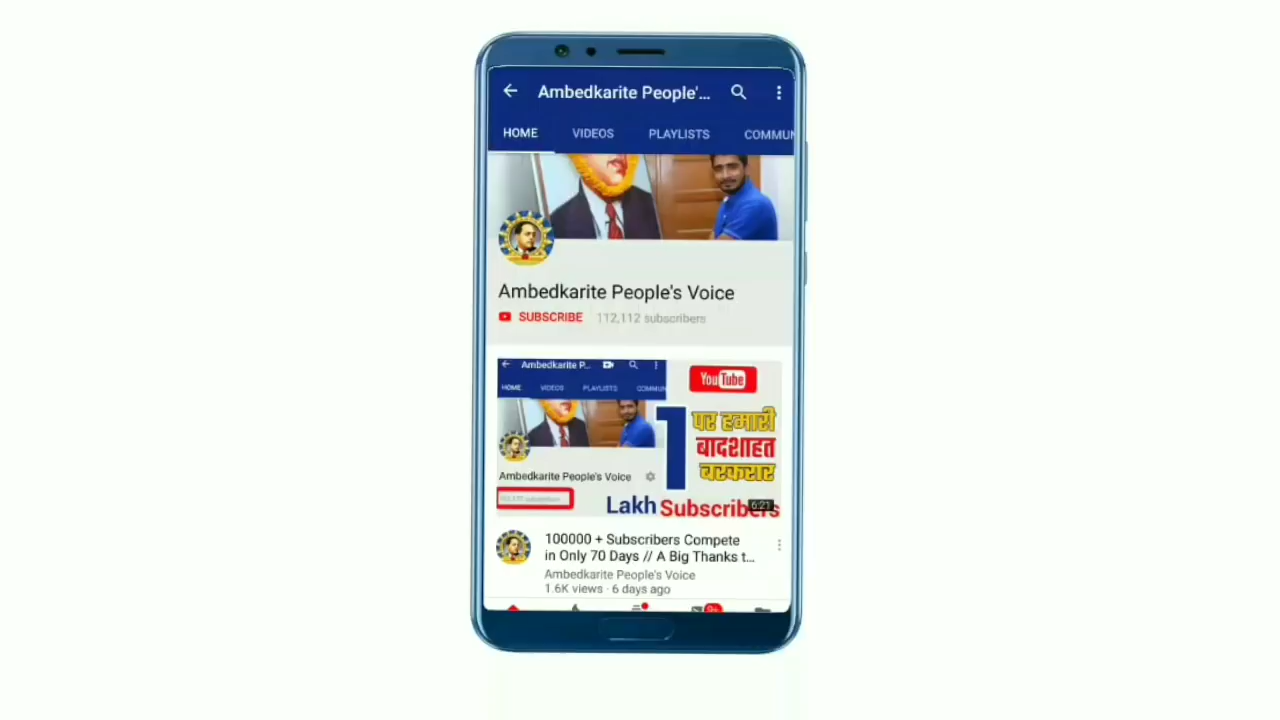 Ambedkarite People'...
HOME VIDEOS PLAYLISTS COMMUN
Ambedkarite People's Voice
SUBSCRIBE 112,112 subscribers
Ambedkarite P...
HOME VIDEOS PLAYLISTS COMMUN
YouTube
1 पर हमारी
बादशाहत
बरकरार
Ambedkarite People's Voice
Lakh Subscribers
6:21
100000 + Subscribers Compete
in Only 70 Days // A Big Thanks t...
Ambedkarite People's Voice
1.6K views · 6 days ago
9+